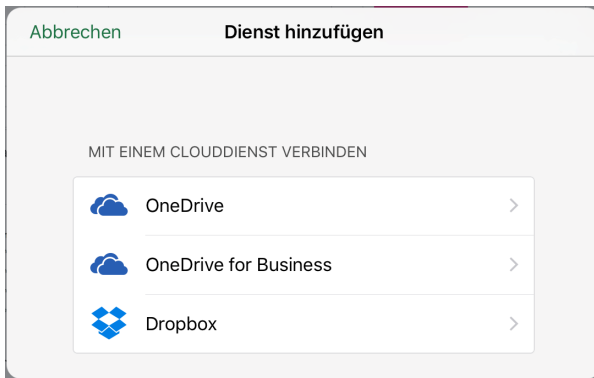 Abbrechen Dienst hinzufügen
MIT EINEM CLOUDDIENST VERBINDEN
OneDrive
OneDrive for Business
Dropbox